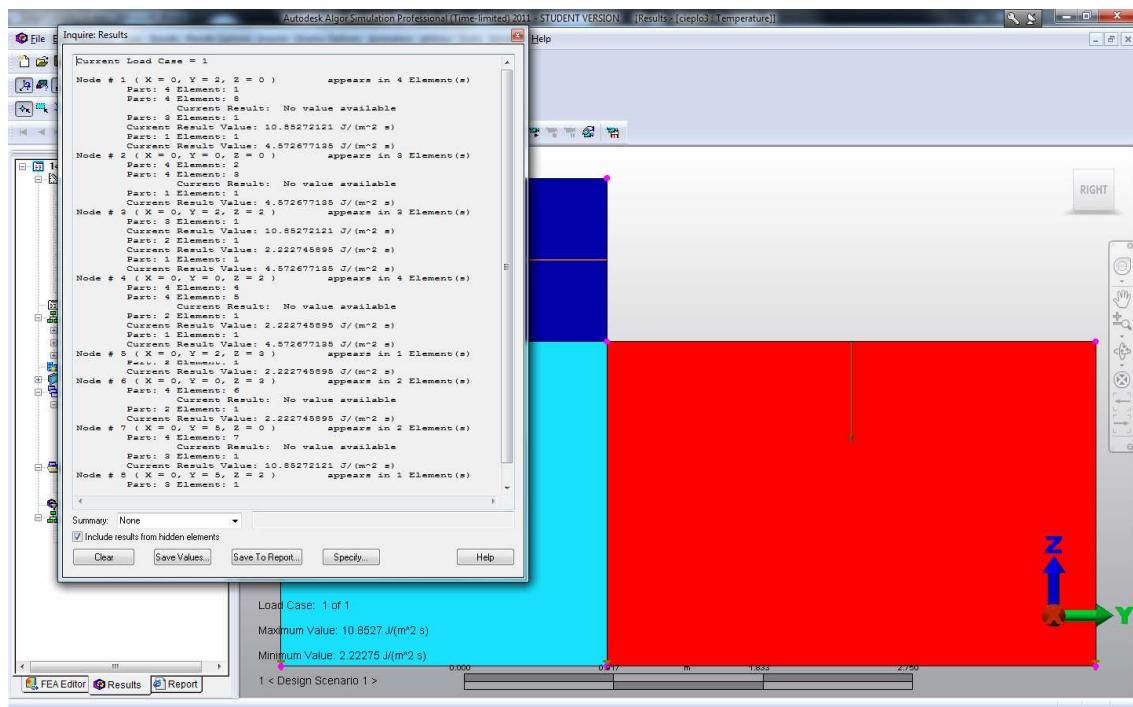 Autodesk Algor Simulation Professional (Time-limited) 2011 - STUDENT VERSION [Results - [cieplo3 : Temperature]]
File
Help
Inquire: Results
Current Load Case = 1
Node # 1 ( X = 0, Y = 2, Z = 0 ) appears in 4 Element(s)
Part: 4 Element: 1
Part: 4 Element: 8
Current Result: No value available
Part: 3 Element: 1
Current Result Value: 10.85272121 J/(m^2 s)
Part: 1 Element: 1
Current Result Value: 4.572677135 J/(m^2 s)
Node # 2 ( X = 0, Y = 0, Z = 0 ) appears in 3 Element(s)
Part: 4 Element: 2
Part: 4 Element: 3
Current Result: No value available
Part: 1 Element: 1
Current Result Value: 4.572677135 J/(m^2 s)
Node # 3 ( X = 0, Y = 2, Z = 2 ) appears in 3 Element(s)
Part: 3 Element: 1
Current Result Value: 10.85272121 J/(m^2 s)
Part: 2 Element: 1
Current Result Value: 2.222745895 J/(m^2 s)
Part: 1 Element: 1
Current Result Value: 4.572677135 J/(m^2 s)
Node # 4 ( X = 0, Y = 0, Z = 2 ) appears in 4 Element(s)
Part: 4 Element: 4
Part: 4 Element: 5
Current Result: No value available
Part: 2 Element: 1
Current Result Value: 2.222745895 J/(m^2 s)
Part: 1 Element: 1
Current Result Value: 4.572677135 J/(m^2 s)
Node # 5 ( X = 0, Y = 2, Z = 3 ) appears in 1 Element(s)
Part: 2 Element: 1
Current Result Value: 2.222745895 J/(m^2 s)
Node # 6 ( X = 0, Y = 0, Z = 3 ) appears in 2 Element(s)
Part: 4 Element: 6
Current Result: No value available
Part: 2 Element: 1
Current Result Value: 2.222745895 J/(m^2 s)
Node # 7 ( X = 0, Y = 5, Z = 0 ) appears in 2 Element(s)
Part: 4 Element: 7
Current Result: No value available
Part: 3 Element: 1
Current Result Value: 10.85272121 J/(m^2 s)
Node # 8 ( X = 0, Y = 5, Z = 2 ) appears in 1 Element(s)
Part: 3 Element: 1
Summary: None
Include results from hidden elements
Clear Save Values... Save To Report... Specify... Help
RIGHT
Z
X
Y
Load Case: 1 of 1
Maximum Value: 10.8527 J/(m^2 s)
Minimum Value: 2.22275 J/(m^2 s)
0.000 m 1.833 2.750
1 < Design Scenario 1 >
FEA Editor Results Report